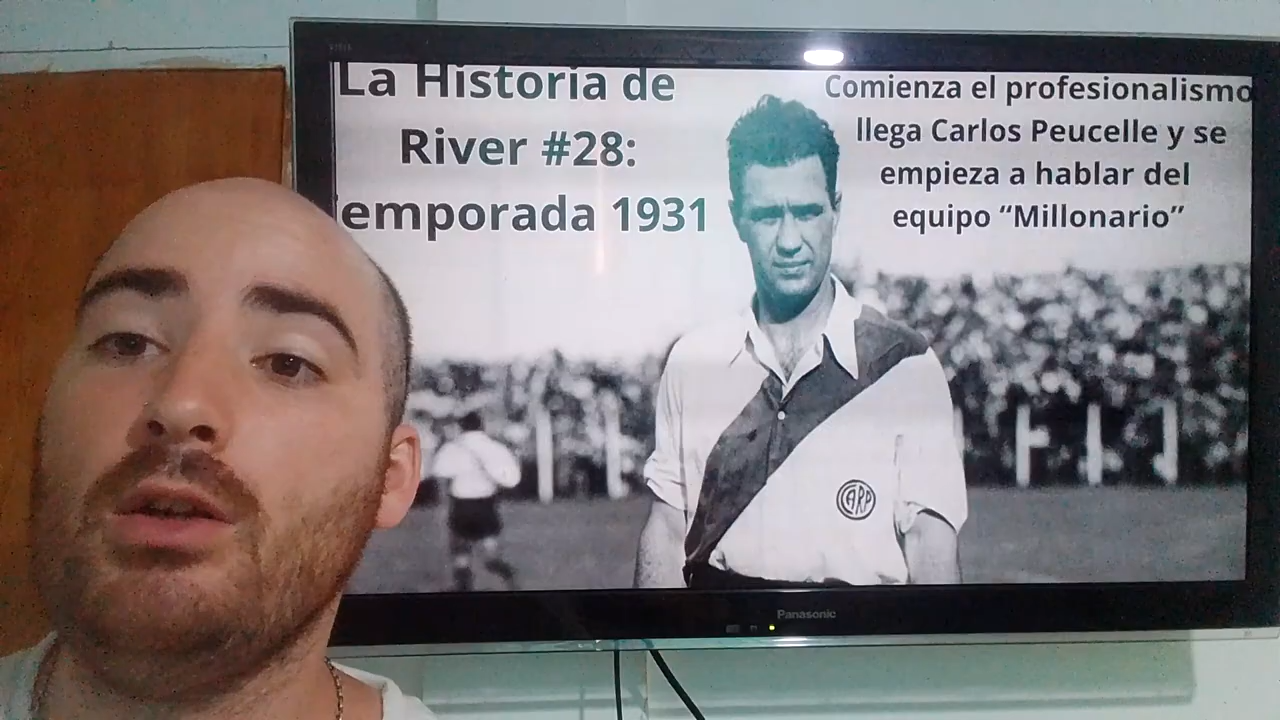 La Historia de
River #28:
Temporada 1931
Comienza el profesionalismo
llega Carlos Peucelle y se
empieza a hablar del
equipo “Millonario”
CARP
Panasonic